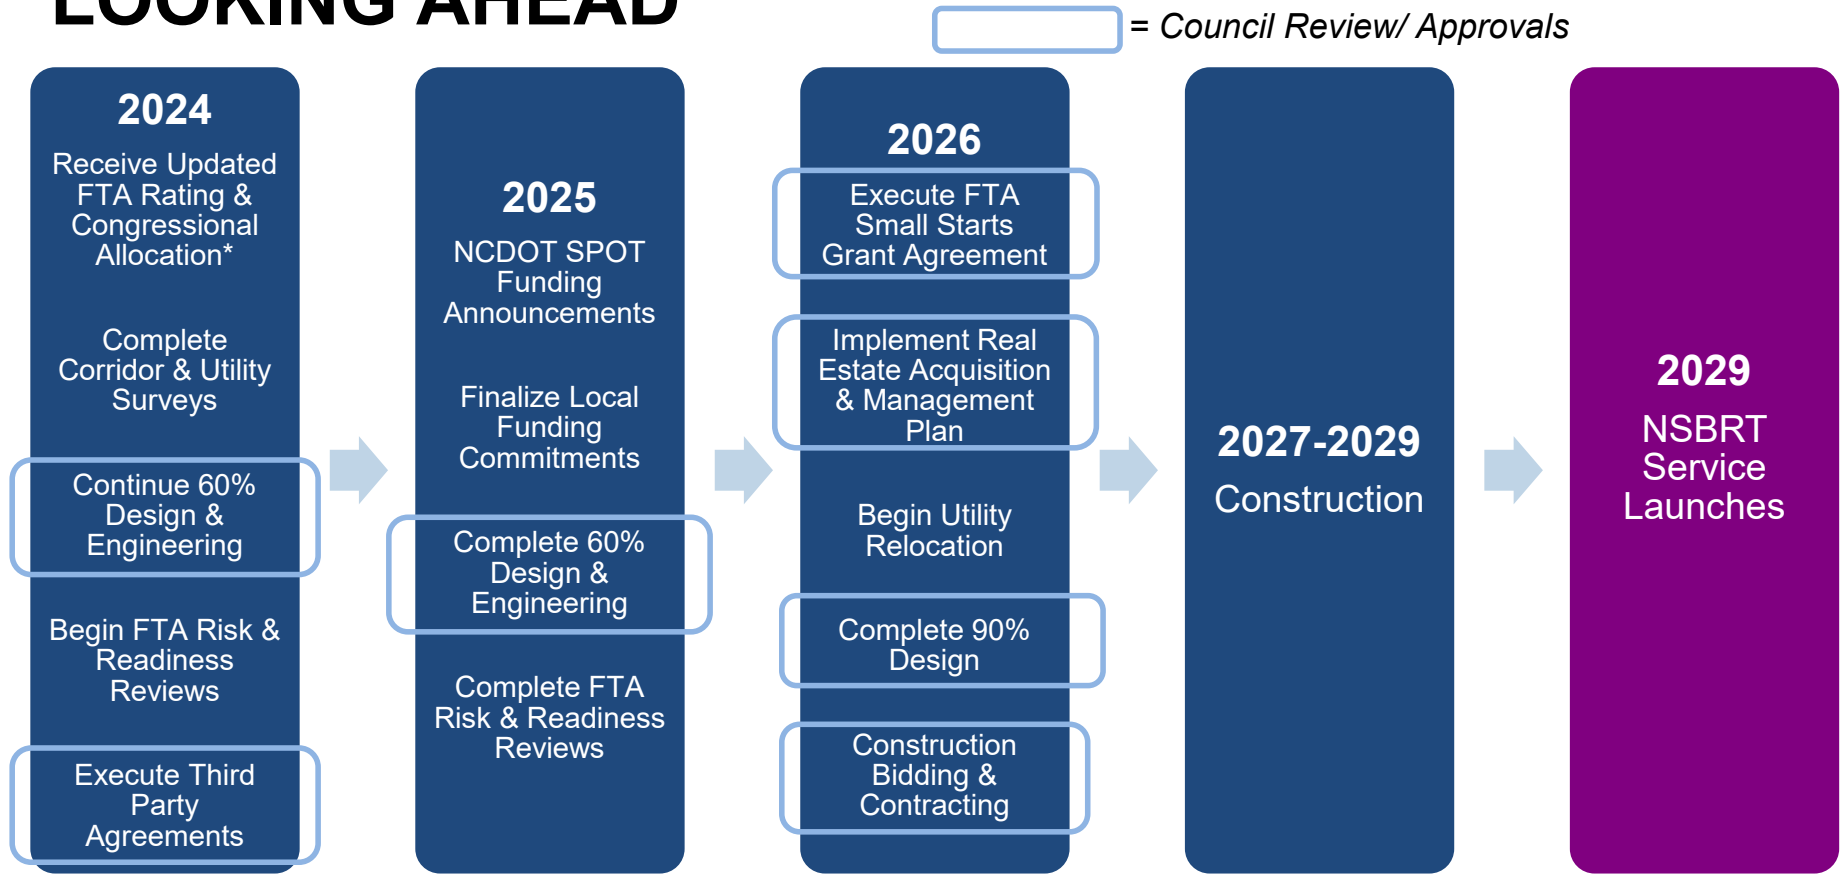 LOOKING AHEAD
= Council Review/ Approvals
2024
Receive Updated
FTA Rating &
Congressional
Allocation*
Complete
Corridor & Utility
Surveys
Continue 60%
Design &
Engineering
Begin FTA Risk &
Readiness
Reviews
Execute Third
Party
Agreements
2025
NCDOT SPOT
Funding
Announcements
Finalize Local
Funding
Commitments
Complete 60%
Design &
Engineering
Complete FTA
Risk & Readiness
Reviews
2026
Execute FTA
Small Starts
Grant Agreement
Implement Real
Estate Acquisition
& Management
Plan
Begin Utility
Relocation
Complete 90%
Design
Construction
Bidding &
Contracting
2027-2029
Construction
2029
NSBRT
Service
Launches